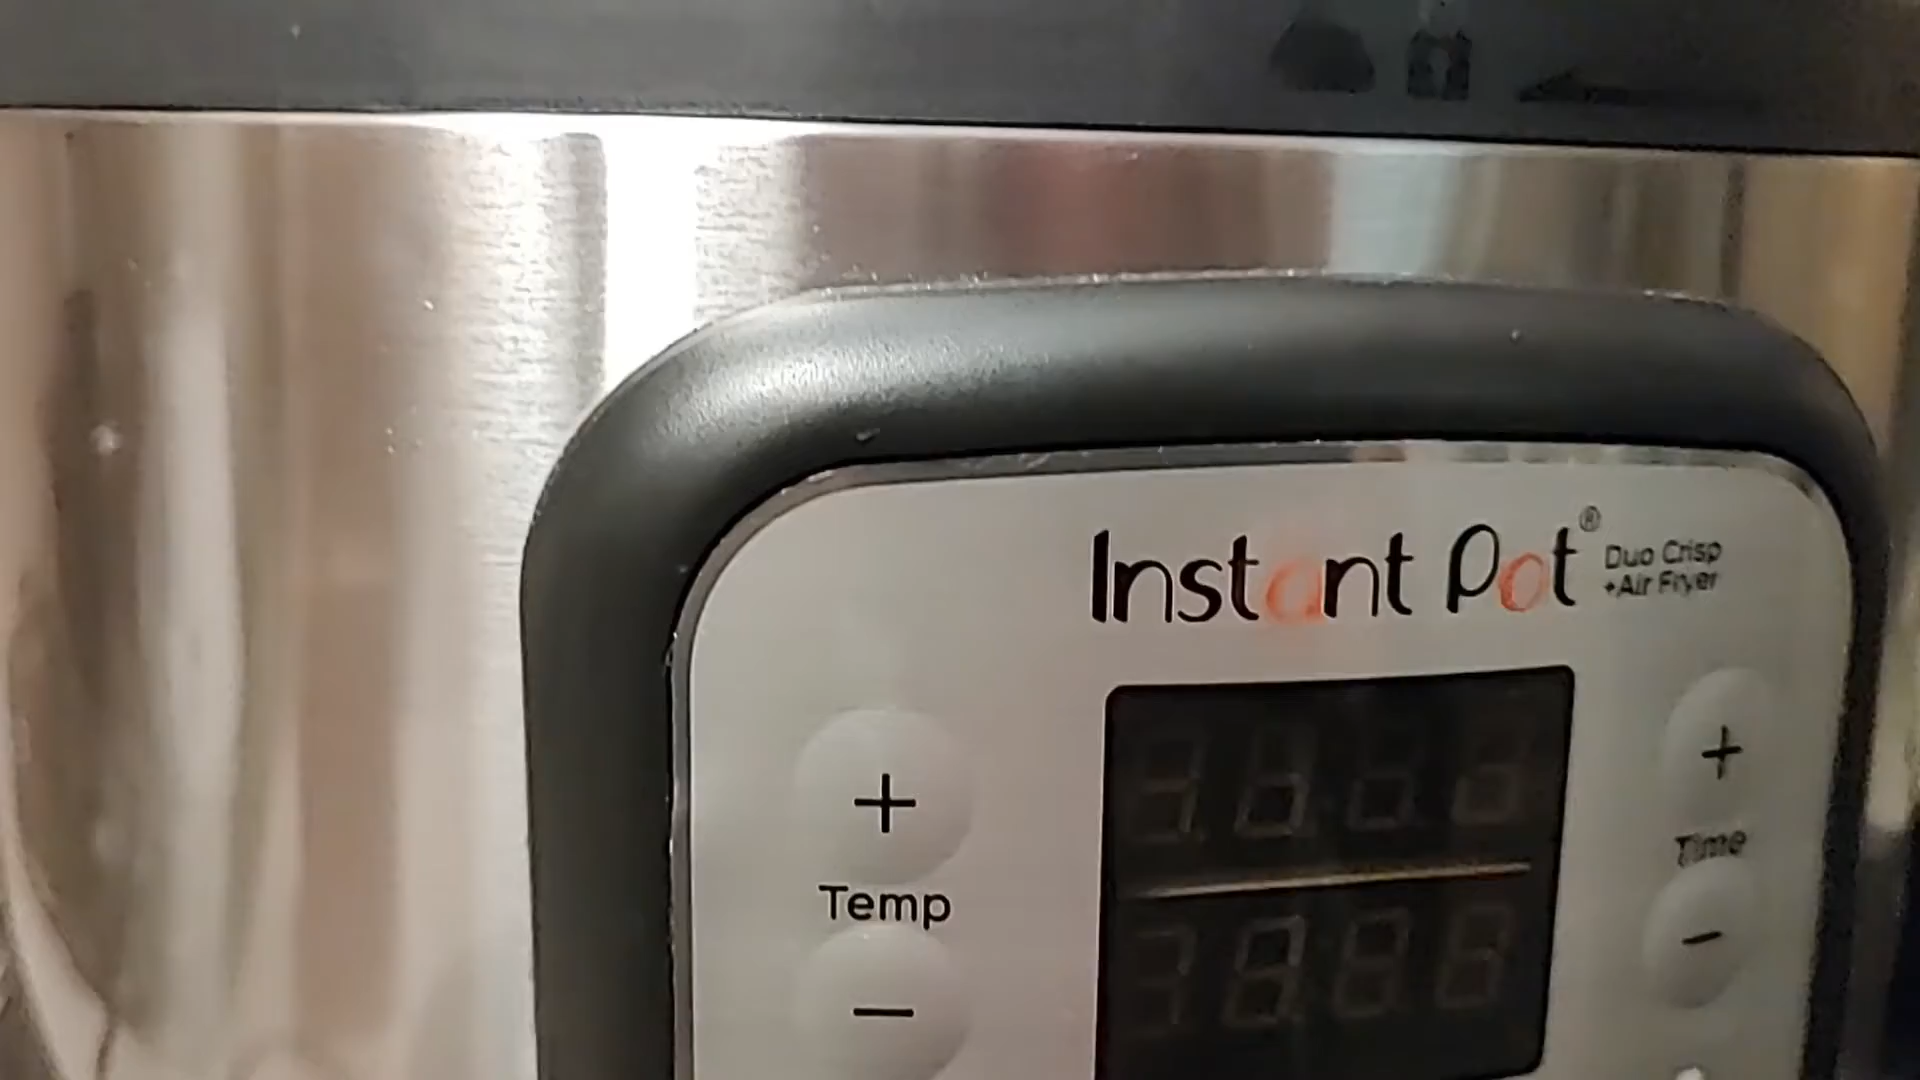 Instant Pot®
Duo Crisp
+Air Fryer
+
+
Temp
Time
−
−